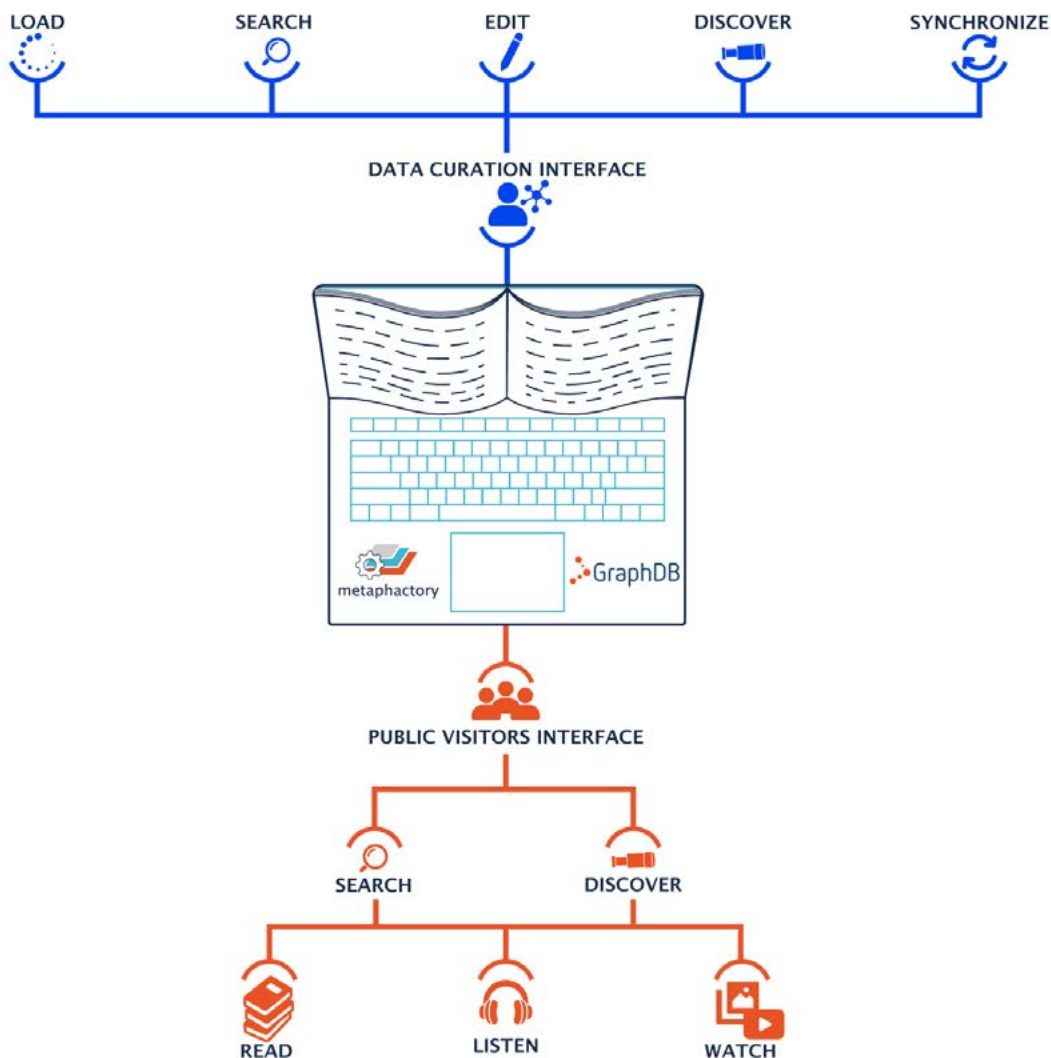 LOAD
SEARCH
EDIT
DISCOVER
SYNCHRONIZE
DATA CURATION INTERFACE
metaphactory
GraphDB
PUBLIC VISITORS INTERFACE
SEARCH
DISCOVER
READ
LISTEN
WATCH